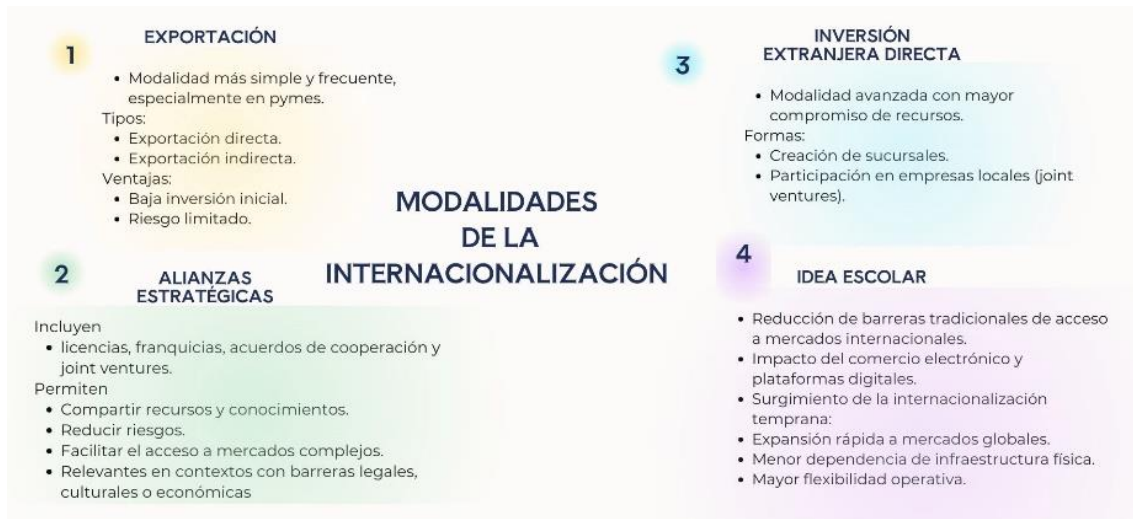 1
EXPORTACIÓN
• Modalidad más simple y frecuente,
especialmente en pymes.
Tipos:
• Exportación directa.
• Exportación indirecta.
Ventajas:
• Baja inversión inicial.
• Riesgo limitado.
MODALIDADES
DE LA
INTERNACIONALIZACIÓN
2
ALIANZAS
ESTRATÉGICAS
Incluyen
• licencias, franquicias, acuerdos de cooperación y
joint ventures.
Permiten
• Compartir recursos y conocimientos.
• Reducir riesgos.
• Facilitar el acceso a mercados complejos.
• Relevantes en contextos con barreras legales,
culturales o económicas
3
INVERSIÓN
EXTRANJERA DIRECTA
• Modalidad avanzada con mayor
compromiso de recursos.
Formas:
• Creación de sucursales.
• Participación en empresas locales (joint
ventures).
4
IDEA ESCOLAR
• Reducción de barreras tradicionales de acceso
a mercados internacionales.
• Impacto del comercio electrónico y
plataformas digitales.
• Surgimiento de la internacionalización
temprana:
• Expansión rápida a mercados globales.
• Menor dependencia de infraestructura física.
• Mayor flexibilidad operativa.